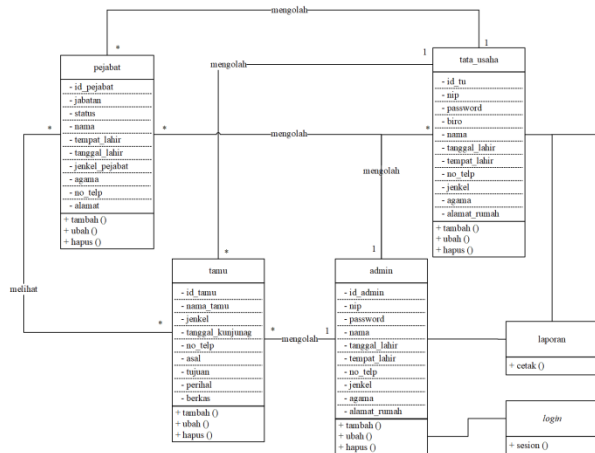 mengolah
*
1
pejabat
- id_pejabat
- jabatan
- status
- nama
- tempat_lahir
- tanggal_lahir
- jenkel_pejabat
- agama
- no_telp
- alamat
+ tambah ()
+ ubah ()
+ hapus ()
mengolah
1
tata_usaha
- id_tu
- nip
- password
- biro
- nama
- tanggal_lahir
- tempat_lahir
- no_telp
- jenkel
- agama
- alamat_rumah
+ tambah ()
+ ubah ()
+ hapus ()
*
*
mengolah
*
mengolah
melihat
*
*
1
tamu
- id_tamu
- nama_tamu
- jenkel
- tanggal_kunjunag
- no_telp
- asal
- tujuan
- perihal
- berkas
+ tambah ()
+ ubah ()
+ hapus ()
*
mengolah
1
admin
- id_admin
- nip
- password
- nama
- tanggal_lahir
- tempat_lahir
- no_telp
- jenkel
- agama
- alamat_rumah
+ tambah ()
+ ubah ()
+ hapus ()
laporan
+ cetak ()
login
+ sesion ()